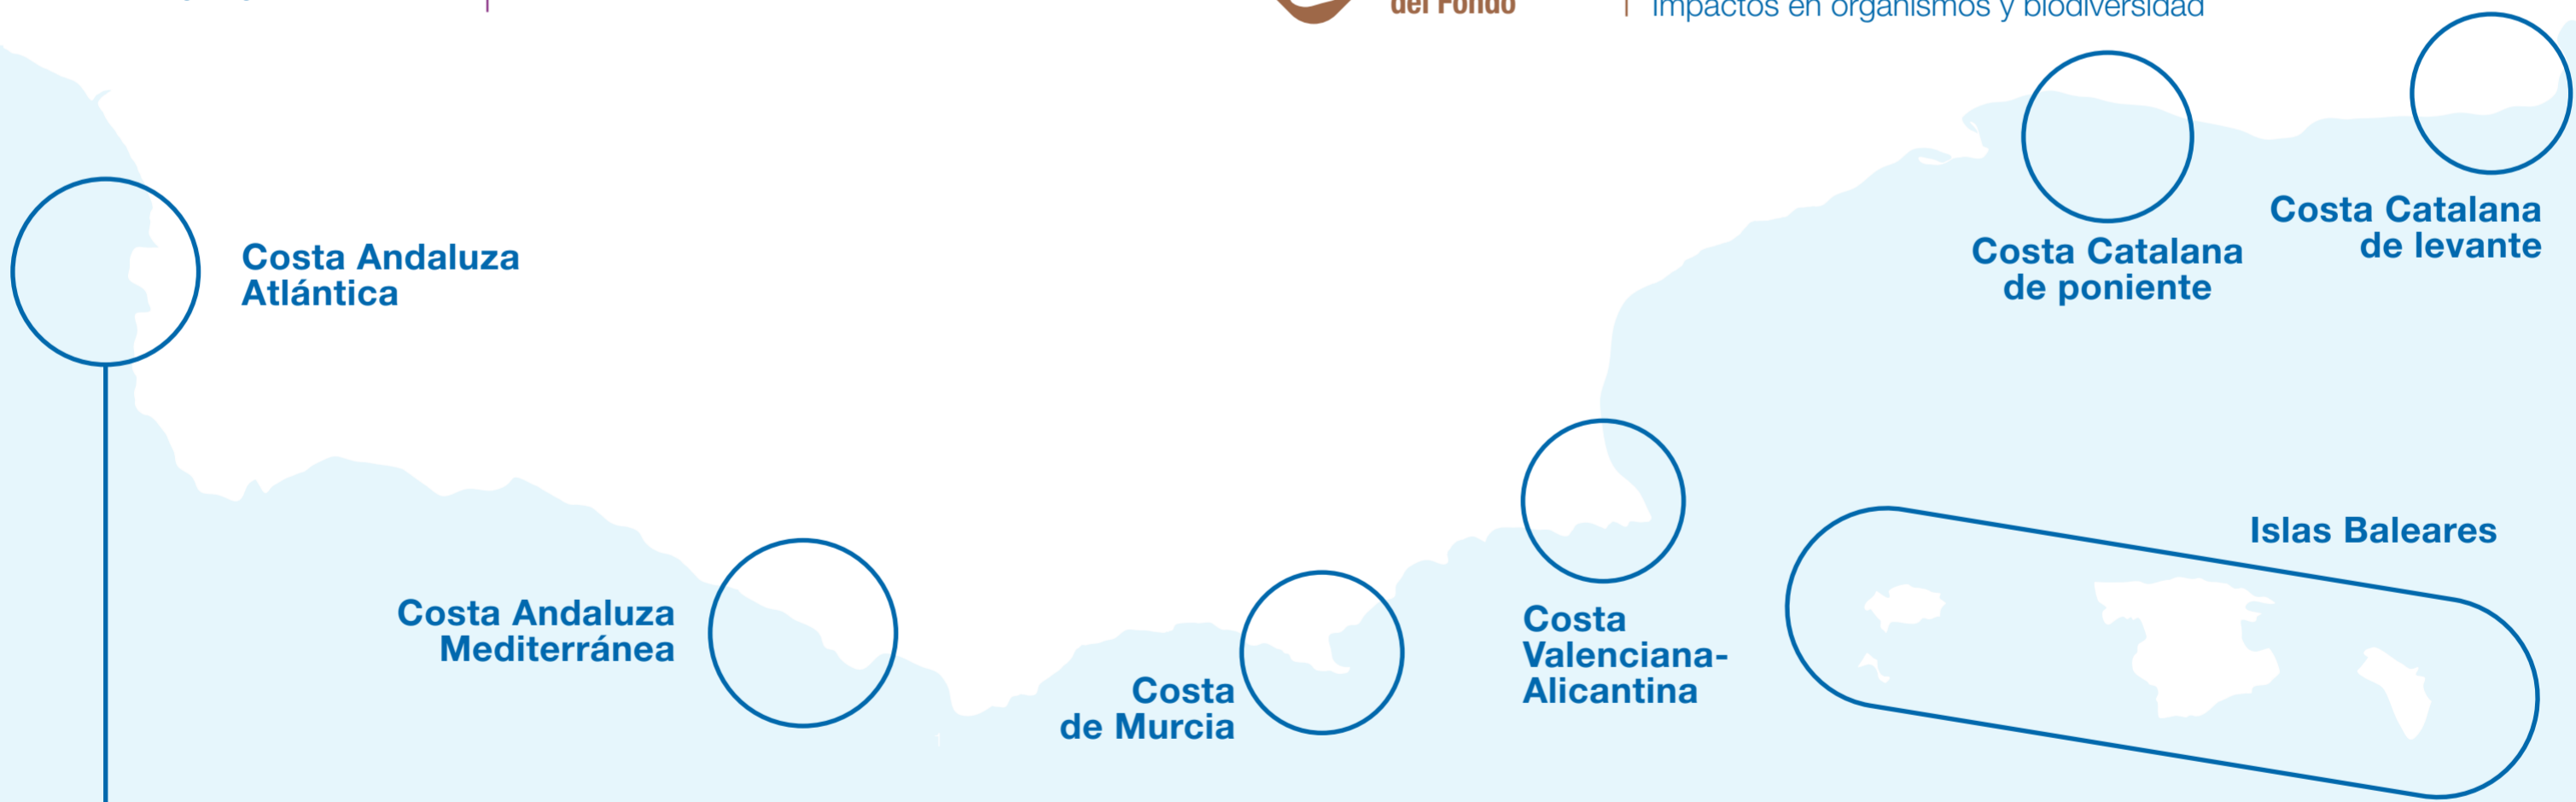 del Fondo
Impactos en organismos y biodiversidad
Costa Catalana
de levante
Costa Catalana
de poniente
Costa Andaluza
Atlántica
Islas Baleares
Costa Andaluza
Mediterránea
Costa
Valenciana-
Alicantina
Costa
de Murcia